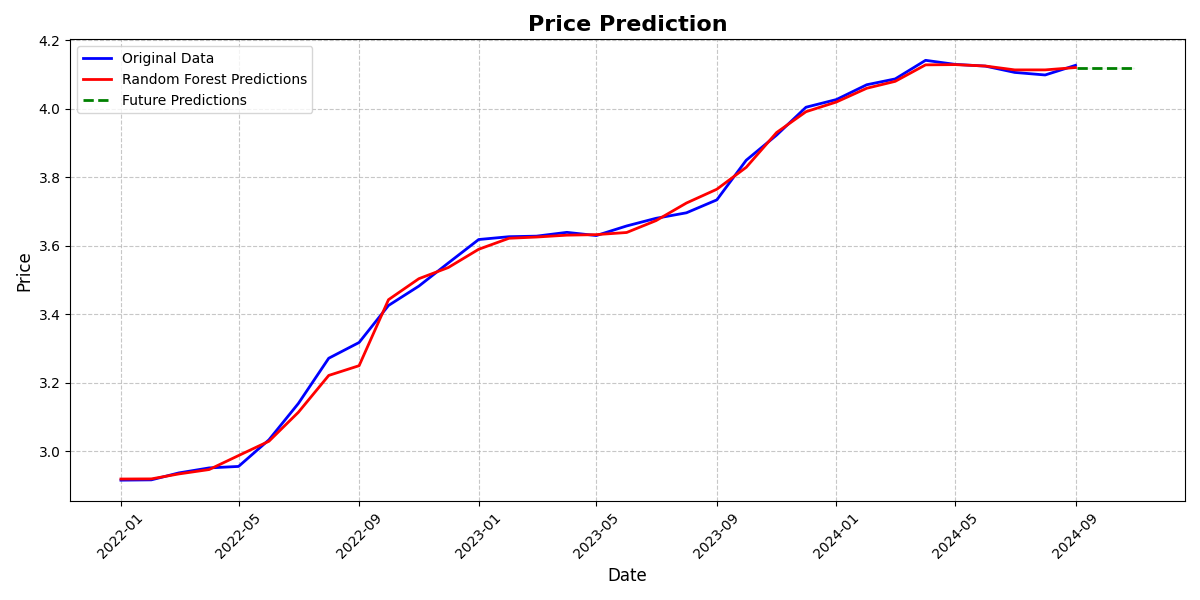 Price Prediction
Original Data
Random Forest Predictions
Future Predictions
4.2
4.0
3.8
3.6
3.4
3.2
3.0
Price
2022-01
2022-05
2022-09
2023-01
2023-05
2023-09
2024-01
2024-05
2024-09
Date